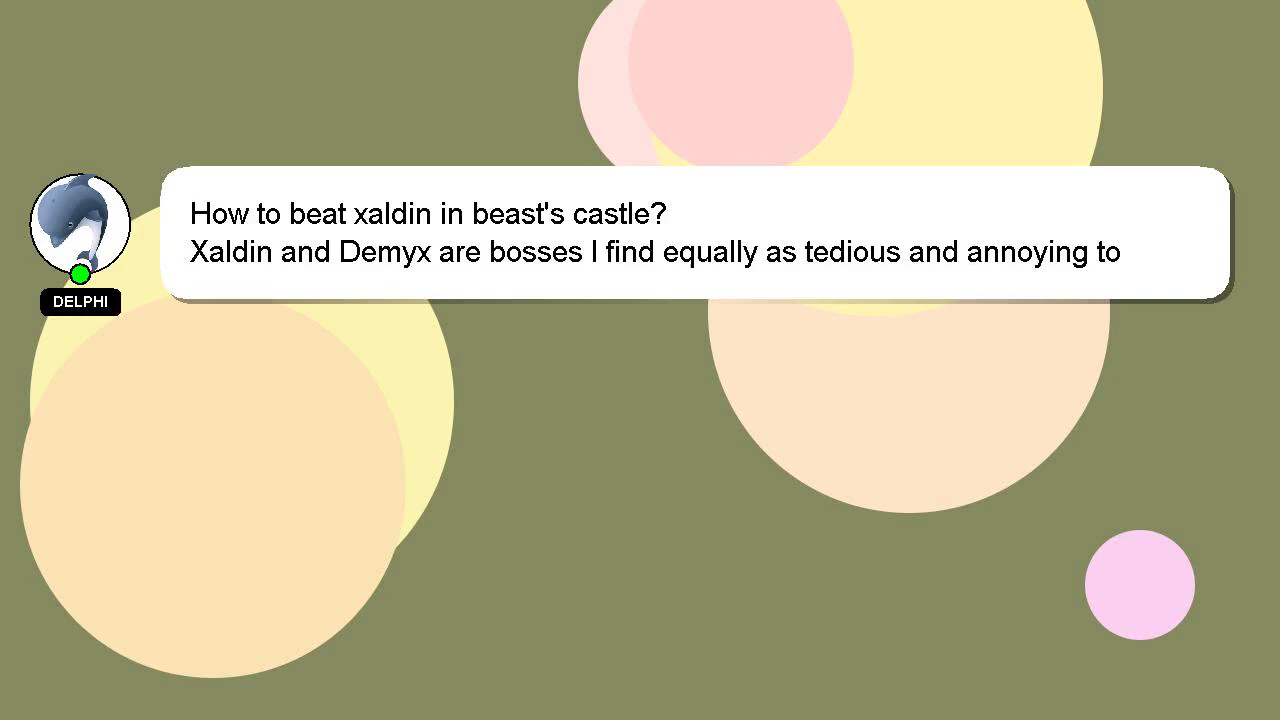 How to beat xaldin in beast's castle?
Xaldin and Demyx are bosses I find equally as tedious and annoying to
DELPHI